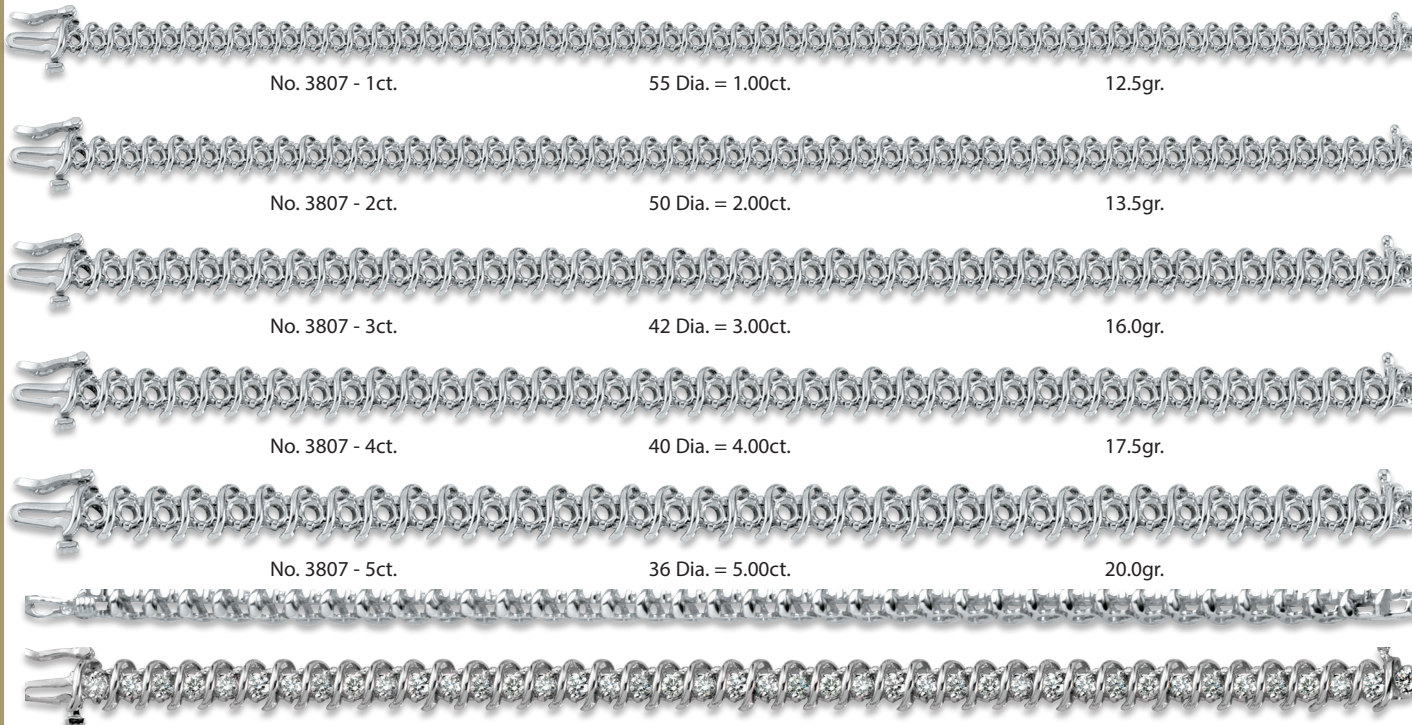 No. 3807 - 1ct. 55 Dia. = 1.00ct. 12.5gr.
No. 3807 - 2ct. 50 Dia. = 2.00ct. 13.5gr.
No. 3807 - 3ct. 42 Dia. = 3.00ct. 16.0gr.
No. 3807 - 4ct. 40 Dia. = 4.00ct. 17.5gr.
No. 3807 - 5ct. 36 Dia. = 5.00ct. 20.0gr.